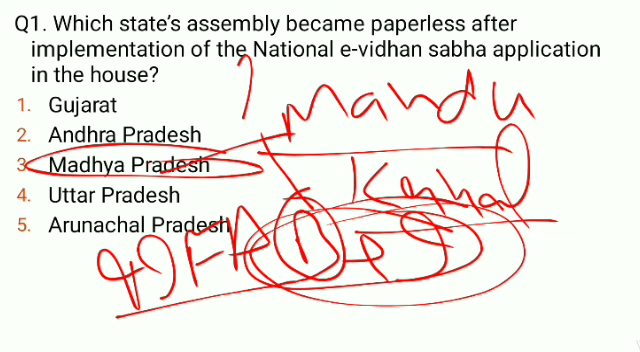 Q1. Which state's assembly became paperless after
implementation of the National e-vidhan sabha application
in the house?
1. Gujarat
2. Andhra Pradesh
3. Madhya Pradesh
4. Uttar Pradesh
5. Arunachal Pradesh
Mandu